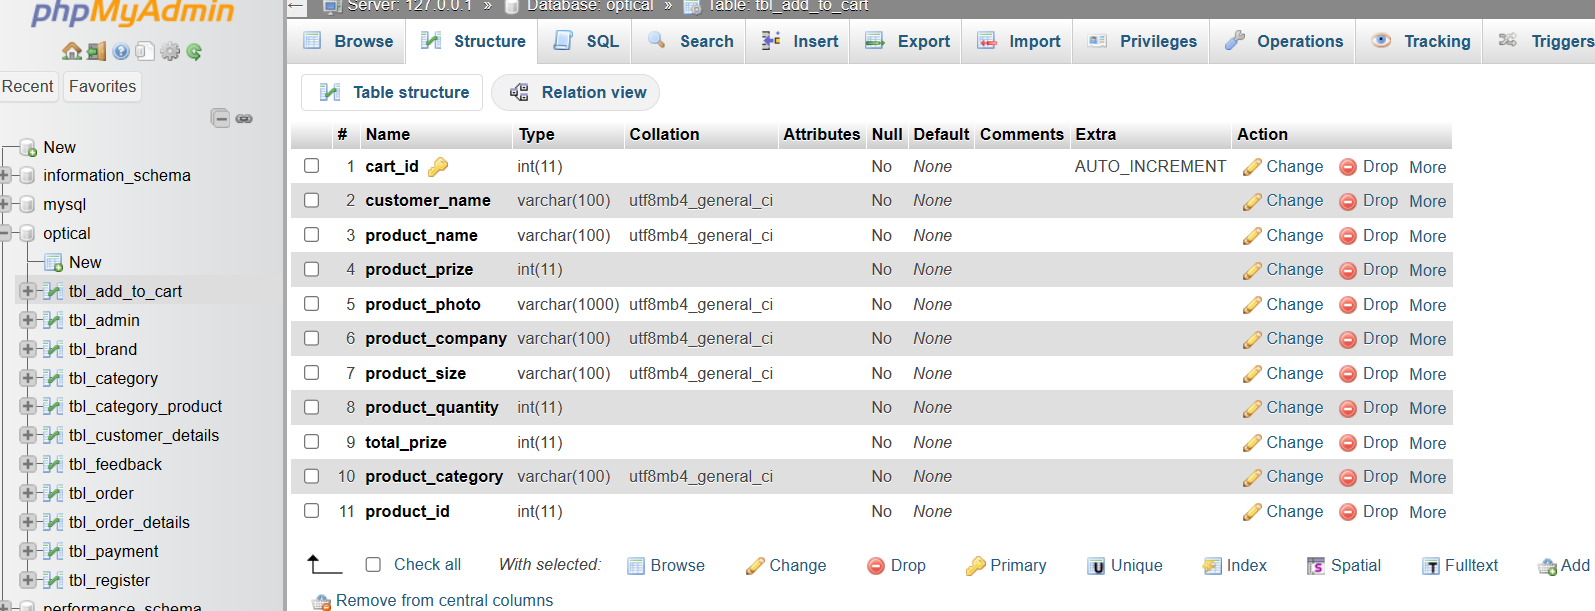 phpMyAdmin
Recent Favorites
New
information_schema
mysql
optical
New
tbl_add_to_cart
tbl_admin
tbl_brand
tbl_category
tbl_category_product
tbl_customer_details
tbl_feedback
tbl_order
tbl_order_details
tbl_payment
tbl_register
performance_schema
Server: 127.0.0.1 » Database: optical » Table: tbl_add_to_cart
Browse Structure SQL Search Insert Export Import Privileges Operations Tracking Triggers
Table structure Relation view
# Name Type Collation Attributes Null Default Comments Extra Action
1 cart_id int(11) No None AUTO_INCREMENT Change Drop More
2 customer_name varchar(100) utf8mb4_general_ci No None Change Drop More
3 product_name varchar(100) utf8mb4_general_ci No None Change Drop More
4 product_prize int(11) No None Change Drop More
5 product_photo varchar(1000) utf8mb4_general_ci No None Change Drop More
6 product_company varchar(100) utf8mb4_general_ci No None Change Drop More
7 product_size varchar(100) utf8mb4_general_ci No None Change Drop More
8 product_quantity int(11) No None Change Drop More
9 total_prize int(11) No None Change Drop More
10 product_category varchar(100) utf8mb4_general_ci No None Change Drop More
11 product_id int(11) No None Change Drop More
Check all With selected: Browse Change Drop Primary Unique Index Spatial Fulltext Add
Remove from central columns